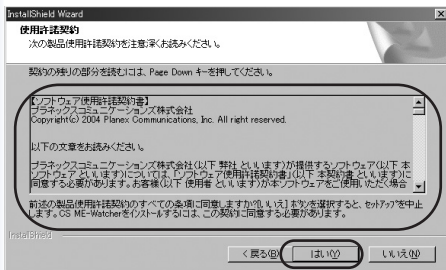 InstallShield Wizard
使用許諾契約
次の製品使用許諾契約を注意深くお読みください。
契約の残りの部分を読むには、Page Down キーを押してください。
【ソフトウェア使用許諾契約書】
プラネックスコミュニケーションズ株式会社
Copyright(c) 2004 Planex Communications, Inc. All right reserved.
以下の文章をお読みください。
プラネックスコミュニケーションズ株式会社(以下 弊社 といいます)が提供するソフトウェア(以下 本
ソフトウェア といいます)については、「ソフトウェア使用許諾契約書」(以下 本契約書 といいます)に
同意する必要があります。お客様(以下 使用者 といいます)が本ソフトウェアをご使用いただく場合
前述の製品使用許諾契約のすべての条項に同意しますか?[いいえ] ボタンを選択すると、セットアップを中止
します。CS ME-Watcherをインストールするには、この契約に同意する必要があります。
InstallShield
< 戻る(B)
はい(Y)
いいえ(N)